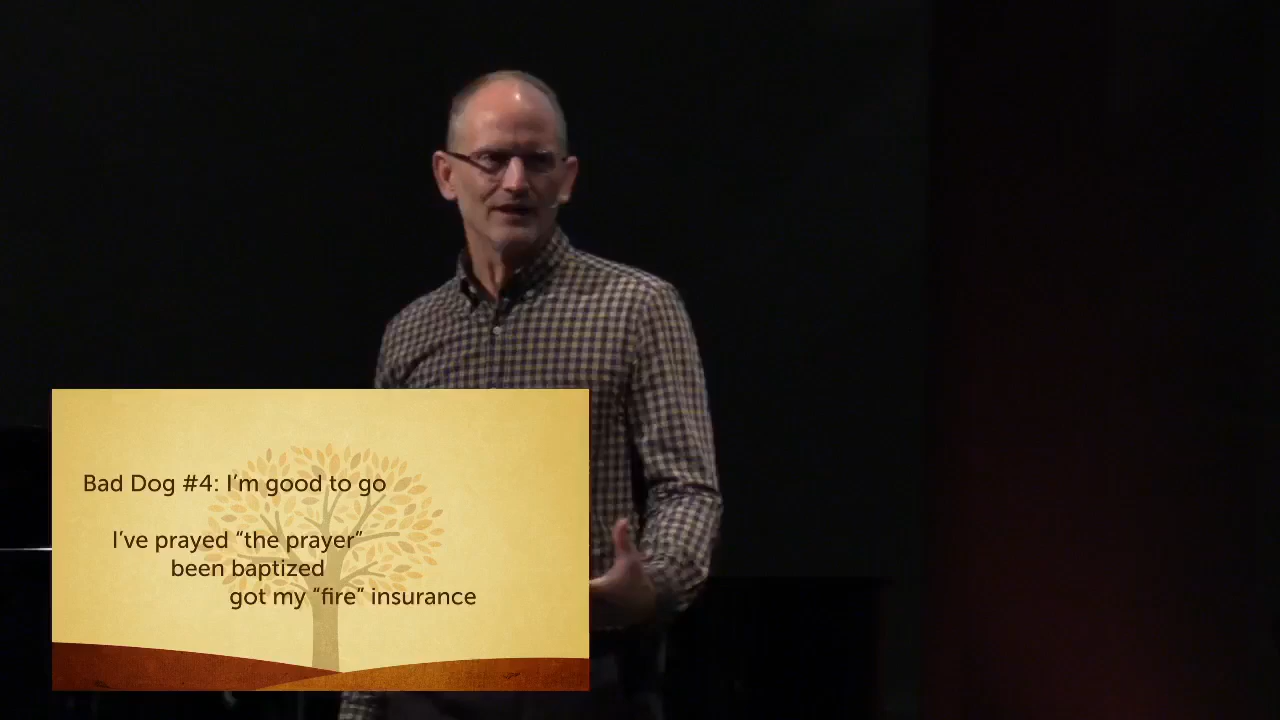 Bad Dog #4: I’m good to go
I’ve prayed “the prayer”
been baptized
got my “fire” insurance